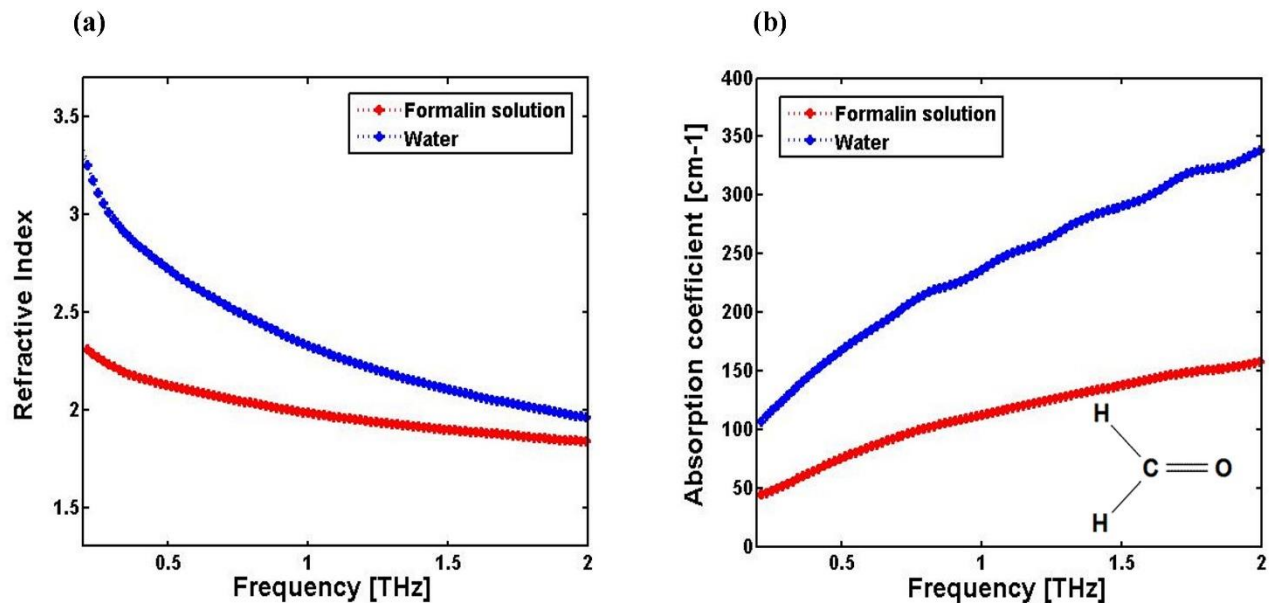 (a)
3.5
3
2.5
2
1.5
Refractive Index
Formalin solution
Water
0.5
1
1.5
2
Frequency [THz]
(b)
400
350
300
250
200
150
100
50
0
Absorption coefficient [cm-1]
Formalin solution
Water
H
C
O
H
0.5
1
1.5
2
Frequency [THz]